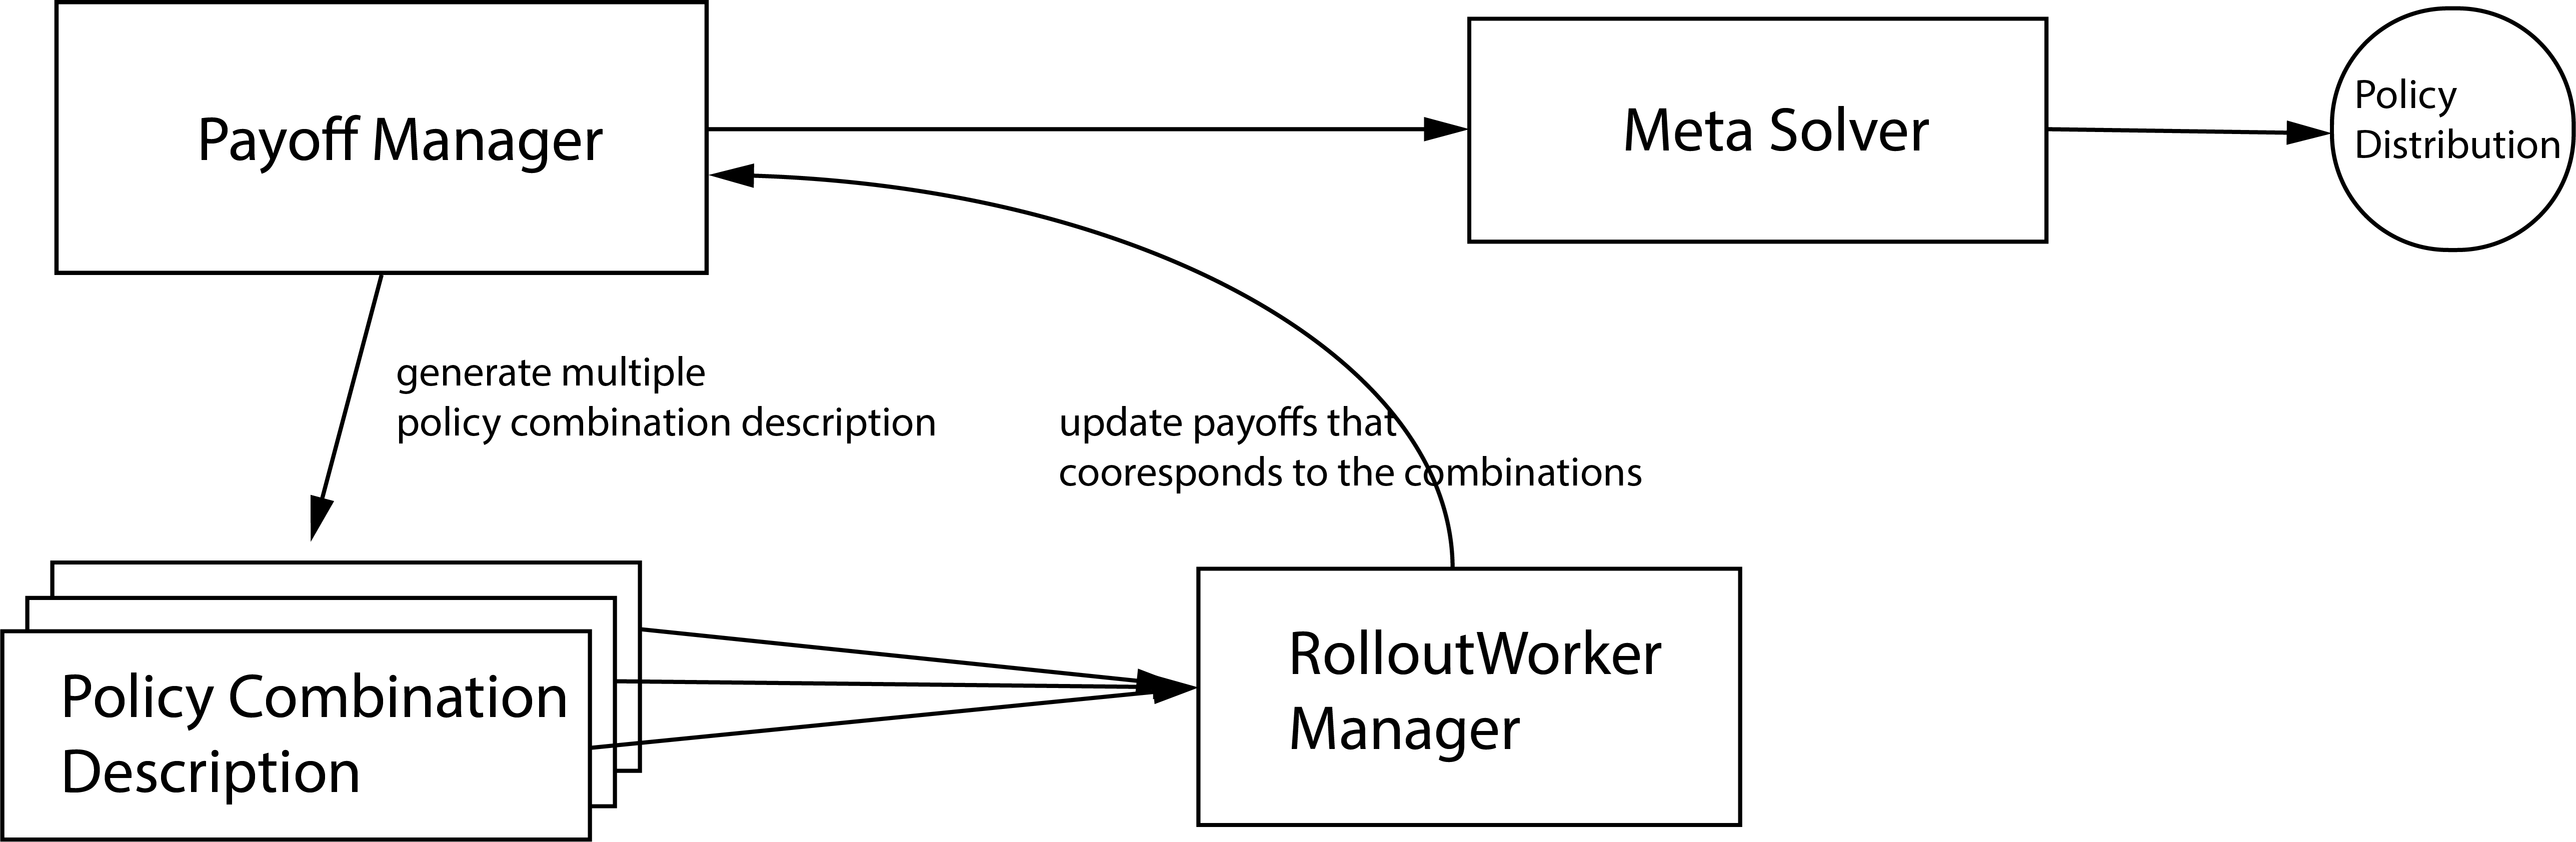 Payoff Manager
Meta Solver
Policy
Distribution
generate multiple
policy combination description
update payoffs that
cooresponds to the combinations
Policy Combination
Description
RolloutWorker
Manager